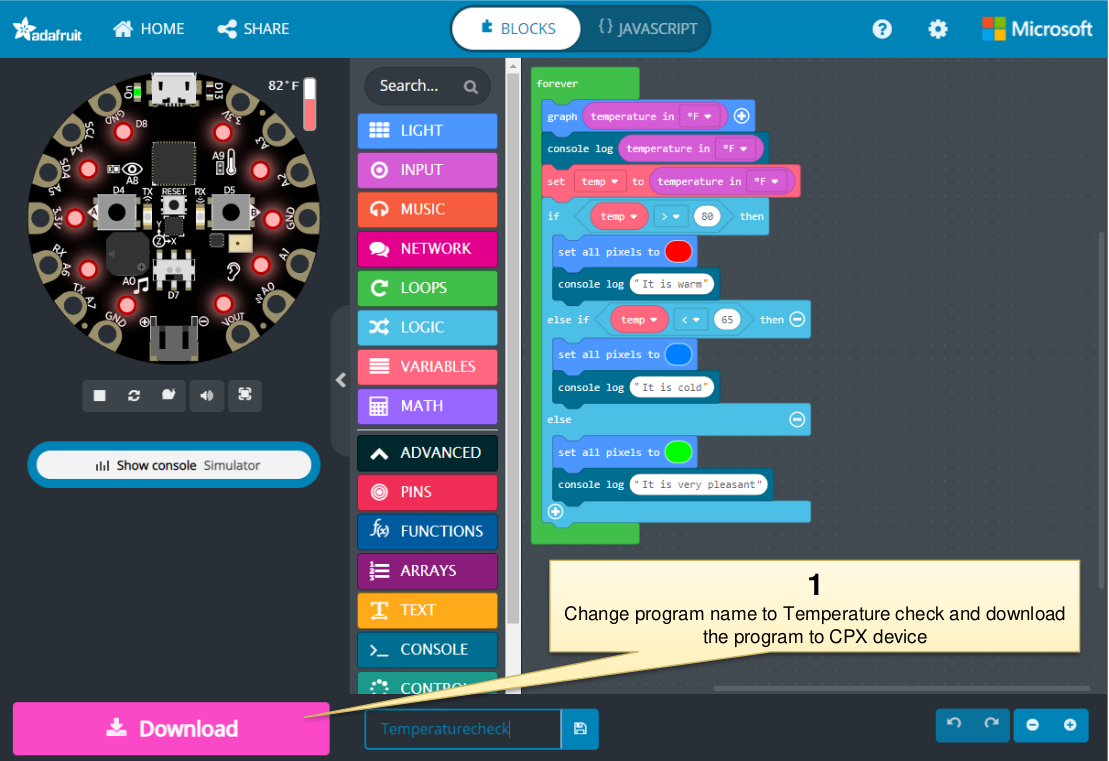 adafruit
HOME
SHARE
BLOCKS
{ } JAVASCRIPT
?
Microsoft
82°F
ON
D13
GND
D8
3.3V
SCL
A4
A3
A9
SDA
A5
A8
A2
D4
TX
RESET
RX
D5
3.3V
A
B
GND
Y
Z
X
RX
A6
A1
TX
A7
A0
D7
A0
GND
VOUT
Show console Simulator
Search...
LIGHT
INPUT
MUSIC
NETWORK
LOOPS
LOGIC
VARIABLES
MATH
ADVANCED
PINS
f(x) FUNCTIONS
ARRAYS
TEXT
CONSOLE
CONTROL
forever
graph temperature in °F
console log temperature in °F
set temp to temperature in °F
if temp > 80 then
set all pixels to
console log "It is warm"
else if temp < 65 then
set all pixels to
console log "It is cold"
else
set all pixels to
console log "It is very pleasant"
1
Change program name to Temperature check and download
the program to CPX device
Download
Temperaturecheck